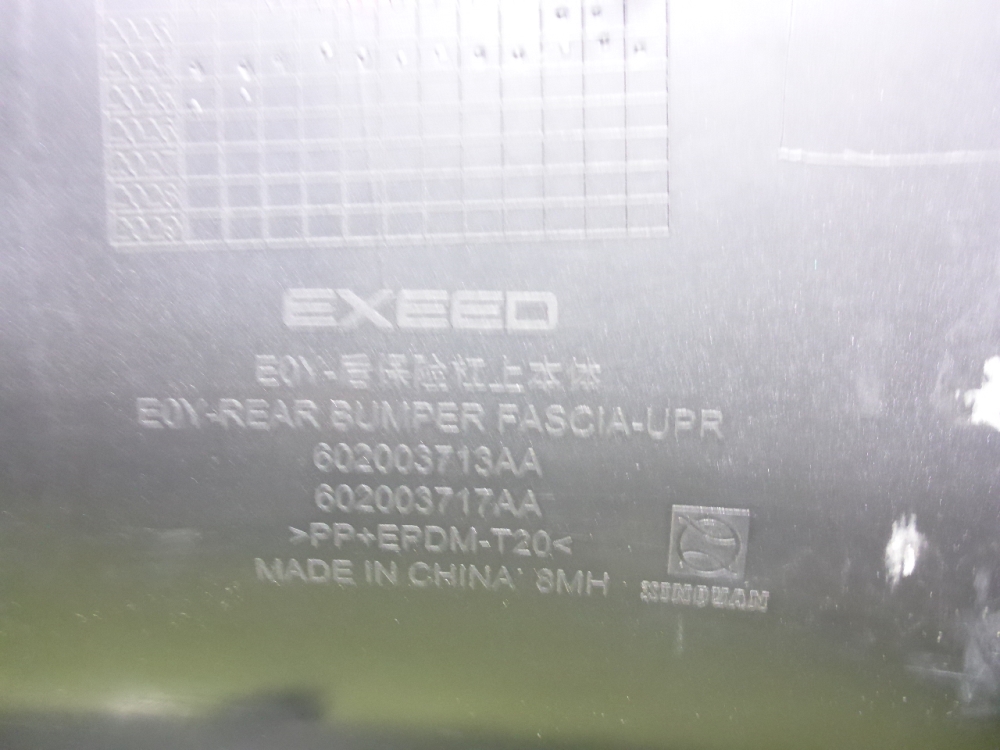 EXEED
E0Y-后保险杠上本体
E0Y-REAR BUMPER FASCIA-UPR
602003713AA
602003717AA
>PP+EPDM-T20<
MADE IN CHINA 8MH
XINQUAN